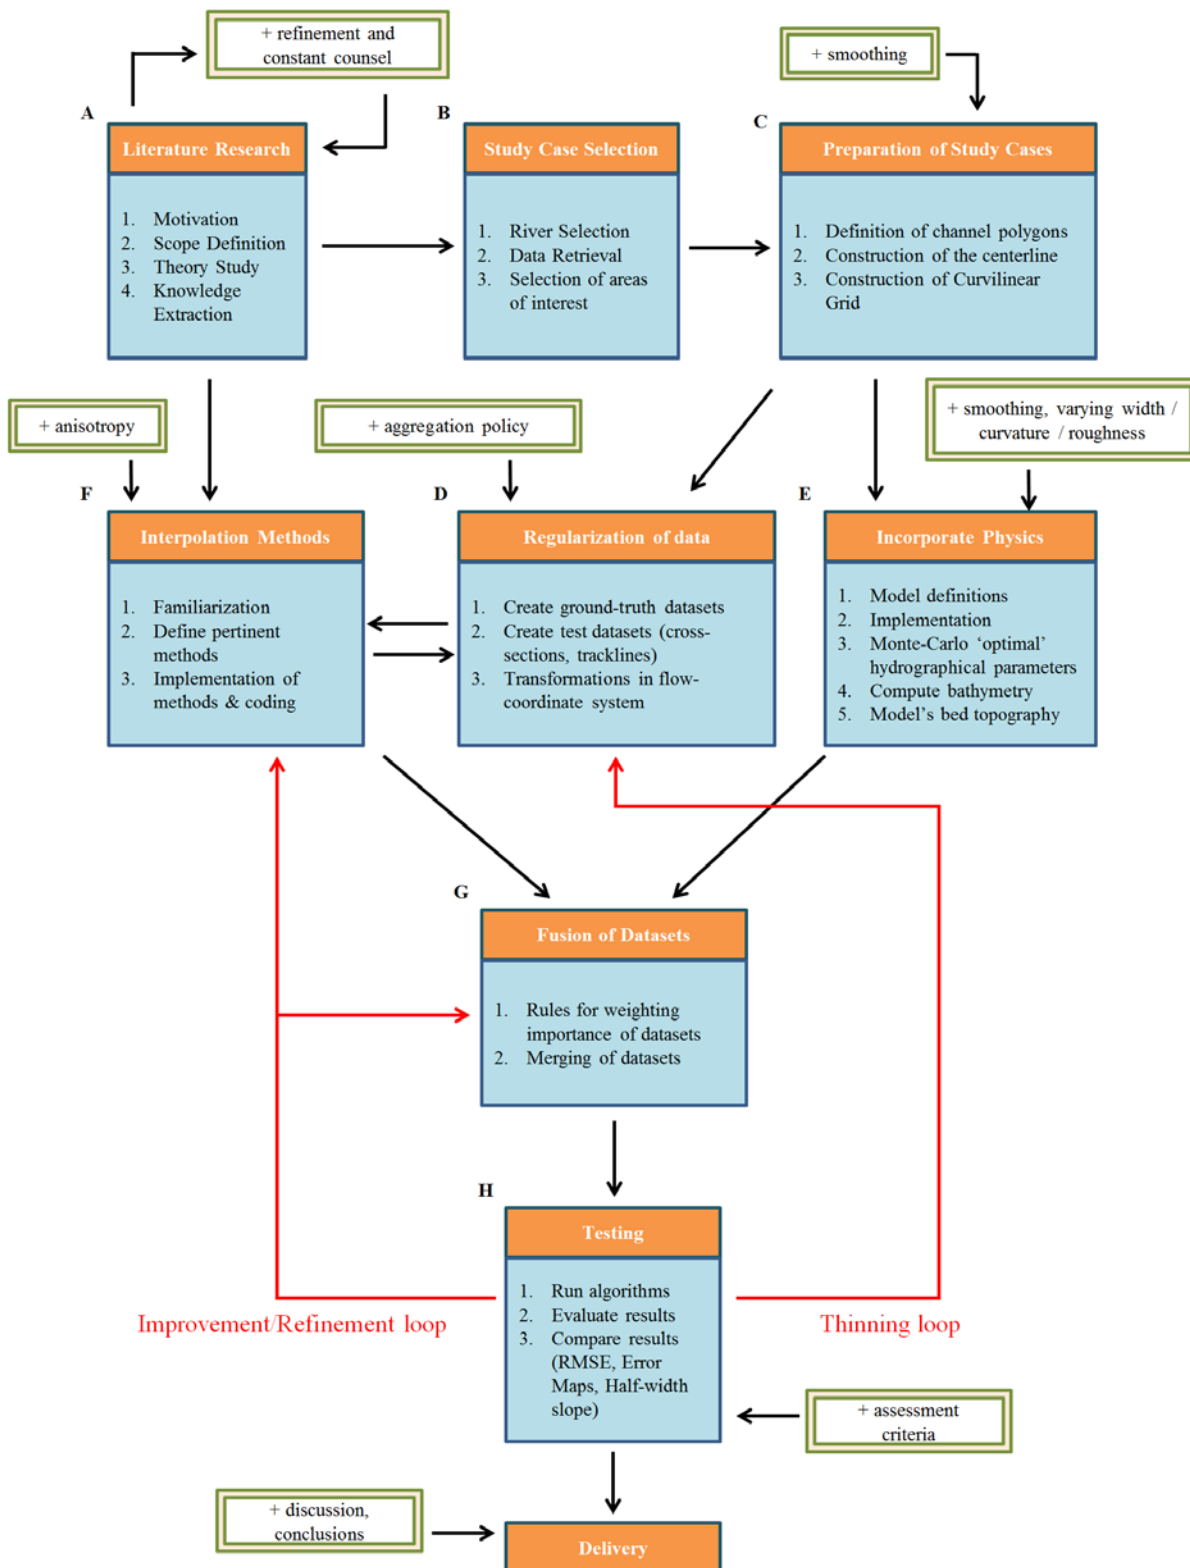 + refinement and
constant counsel
+ smoothing
A
Literature Research
1. Motivation
2. Scope Definition
3. Theory Study
4. Knowledge
Extraction
B
Study Case Selection
1. River Selection
2. Data Retrieval
3. Selection of areas
of interest
C
Preparation of Study Cases
1. Definition of channel polygons
2. Construction of the centerline
3. Construction of Curvilinear
Grid
+ anisotropy
+ aggregation policy
+ smoothing, varying width /
curvature / roughness
F
Interpolation Methods
1. Familiarization
2. Define pertinent
methods
3. Implementation of
methods & coding
D
Regularization of data
1. Create ground-truth datasets
2. Create test datasets (cross-
sections, tracklines)
3. Transformations in flow-
coordinate system
E
Incorporate Physics
1. Model definitions
2. Implementation
3. Monte-Carlo ‘optimal’
hydrographical parameters
4. Compute bathymetry
5. Model’s bed topography
G
Fusion of Datasets
1. Rules for weighting
importance of datasets
2. Merging of datasets
H
Testing
1. Run algorithms
2. Evaluate results
3. Compare results
(RMSE, Error
Maps, Half-width
slope)
Improvement/Refinement loop
Thinning loop
+ assessment
criteria
+ discussion,
conclusions
Delivery